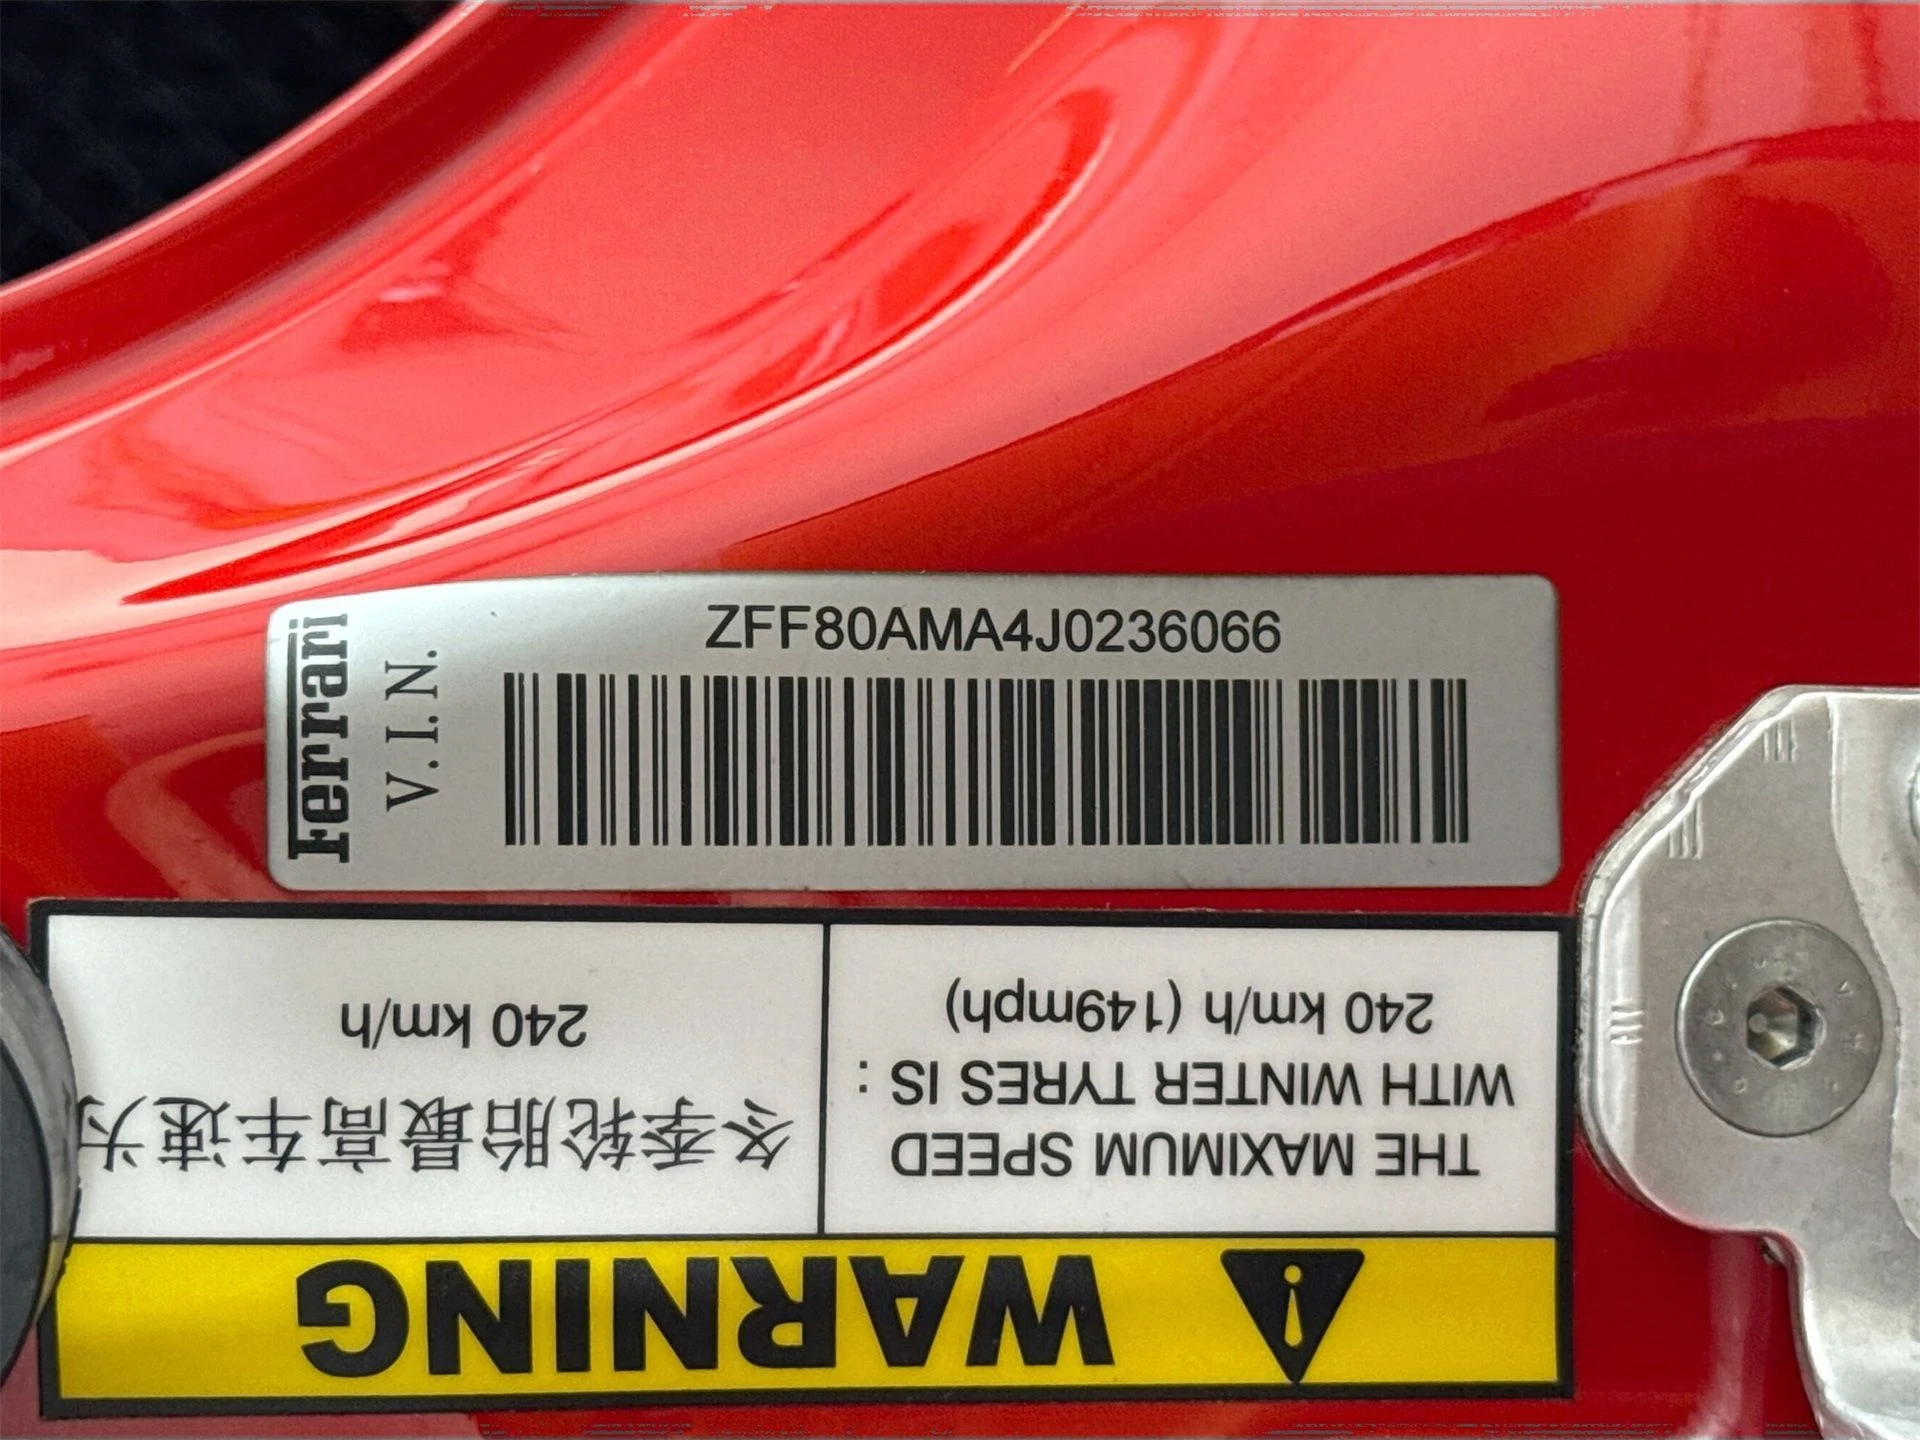 Ferrari
V.I.N.
ZFF80AMA4J0236066
WARNING
THE MAXIMUM SPEED
WITH WINTER TYRES IS :
240 km/h (149mph)
冬季轮胎最高车速为
240 km/h